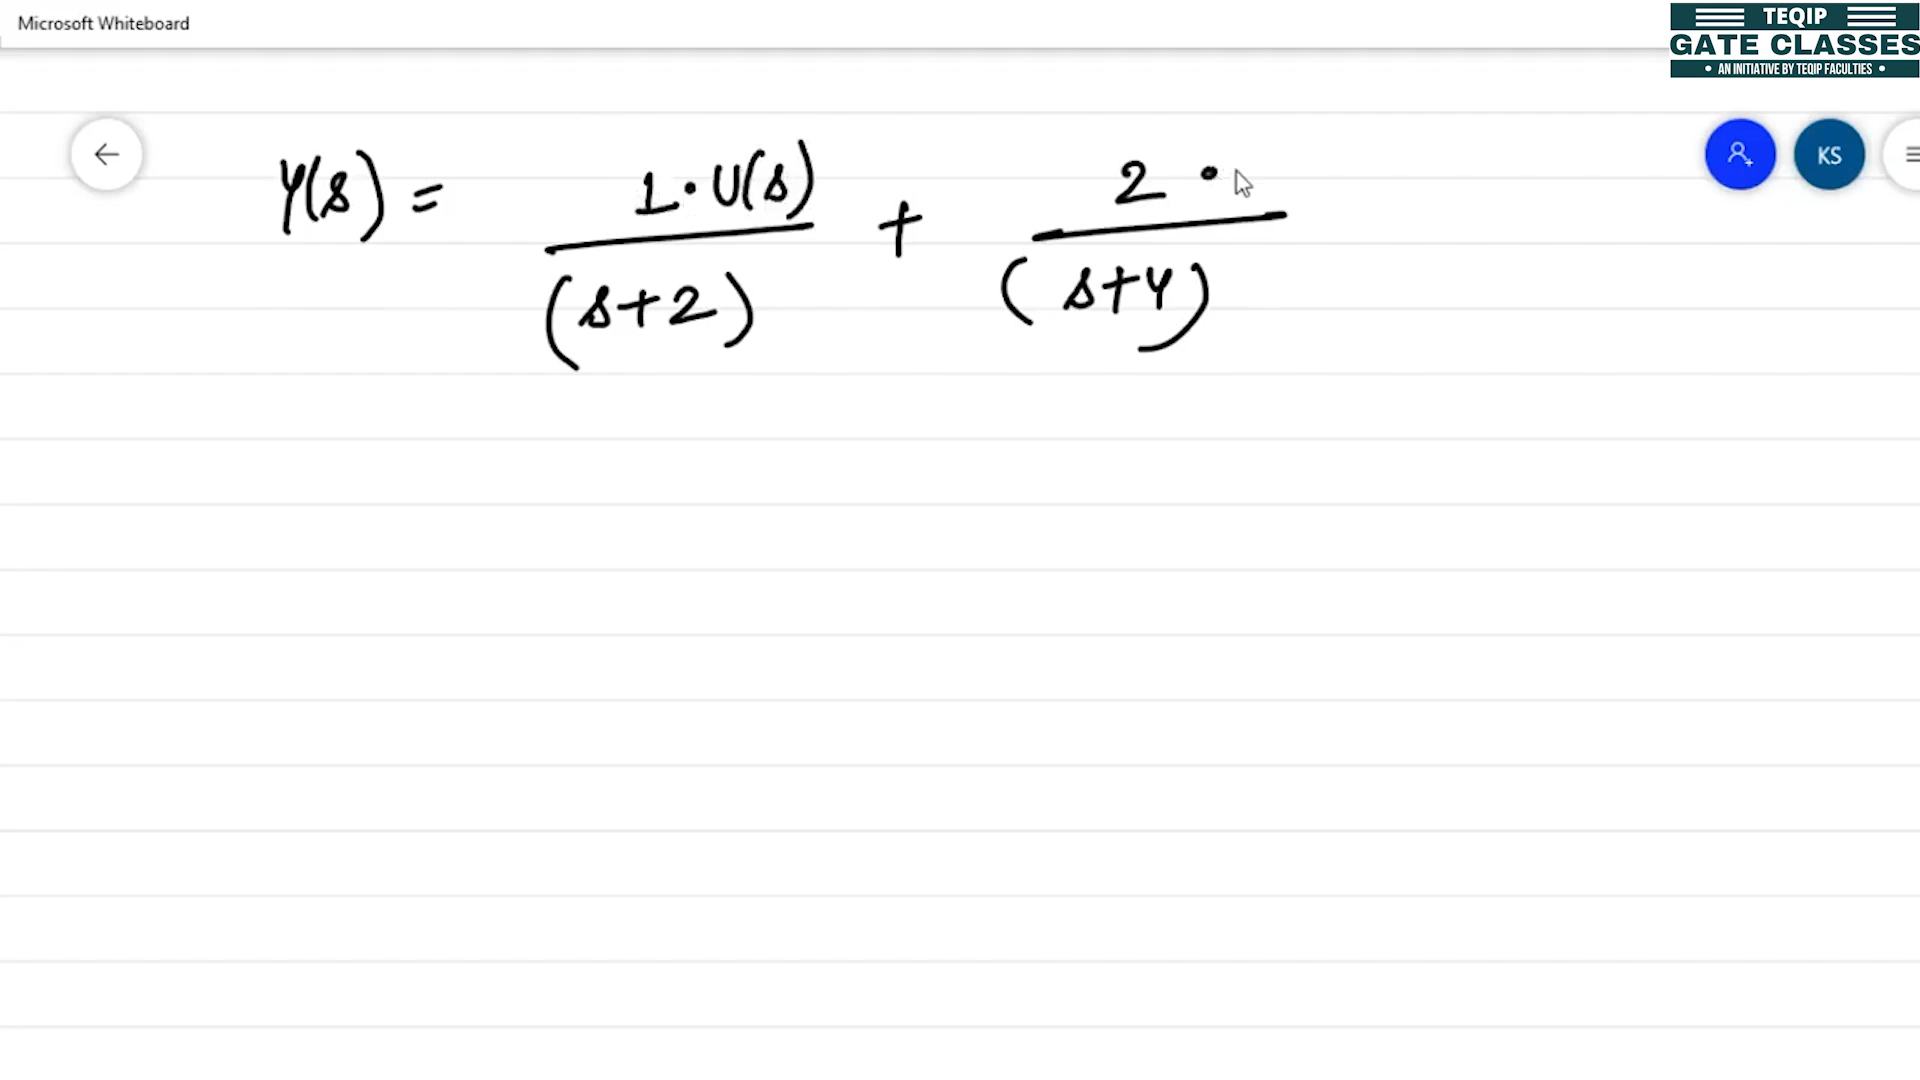 Microsoft Whiteboard
TEQIP
GATE CLASSES
• AN INITIATIVE BY TEQIP FACULTIES •
KS
Y(s) = 1·U(s) / (s+2) + 2· / (s+4)